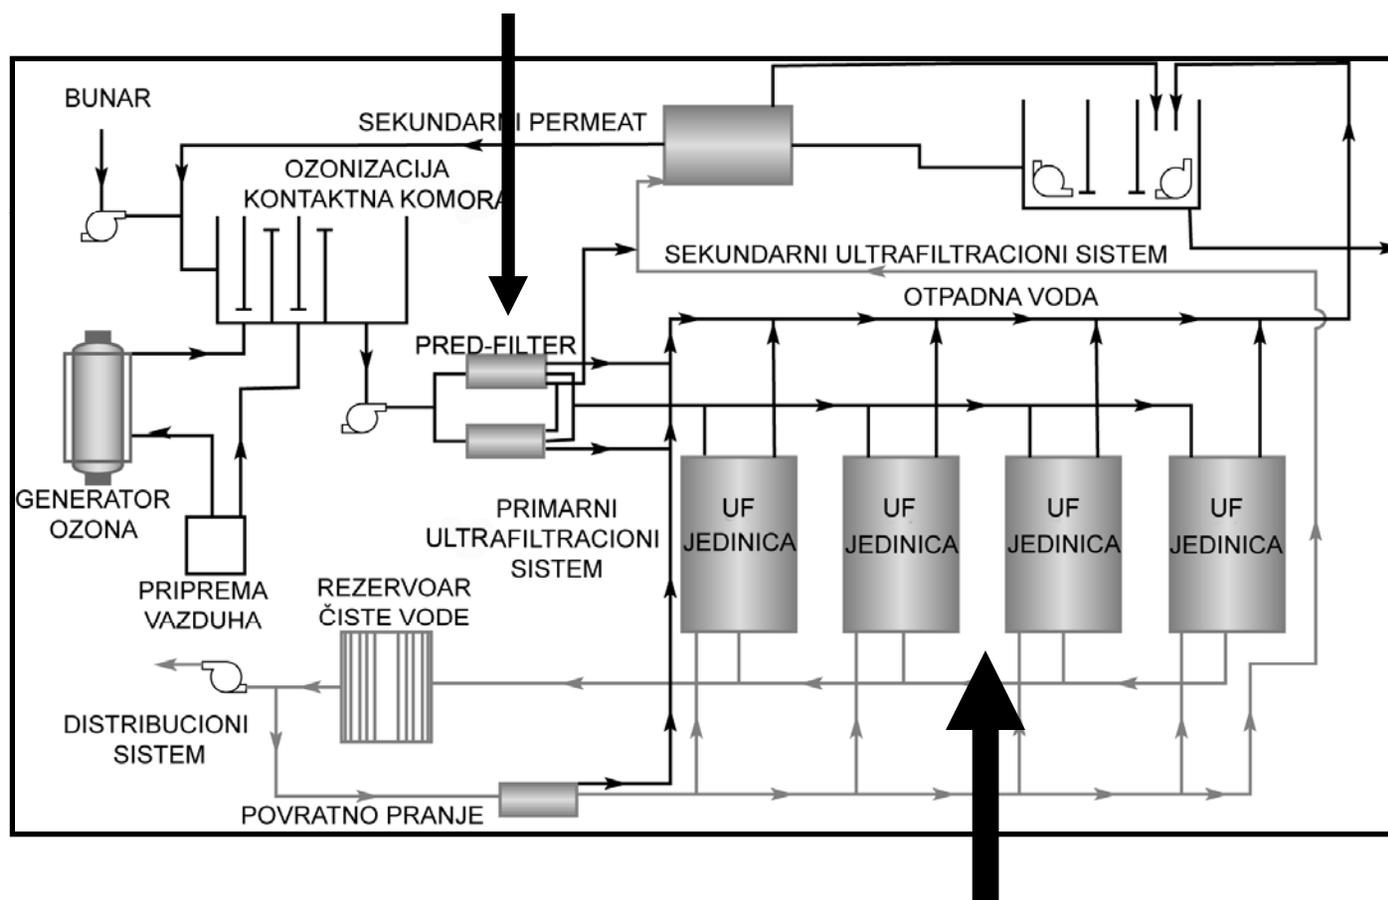 BUNAR
SEKUNDARNI PERMEAT
OZONIZACIJA
KONTAKTNA KOMORA
SEKUNDARNI ULTRAFILTRACIONI SISTEM
OTPADNA VODA
PRED-FILTER
GENERATOR
OZONA
PRIPREMA
VAZDUHA
PRIMARNI
ULTRAFILTRACIONI
SISTEM
UF
JEDINICA
UF
JEDINICA
UF
JEDINICA
UF
JEDINICA
REZERVOAR
ČISTE VODE
DISTRIBUCIONI
SISTEM
POVRATNO PRANJE